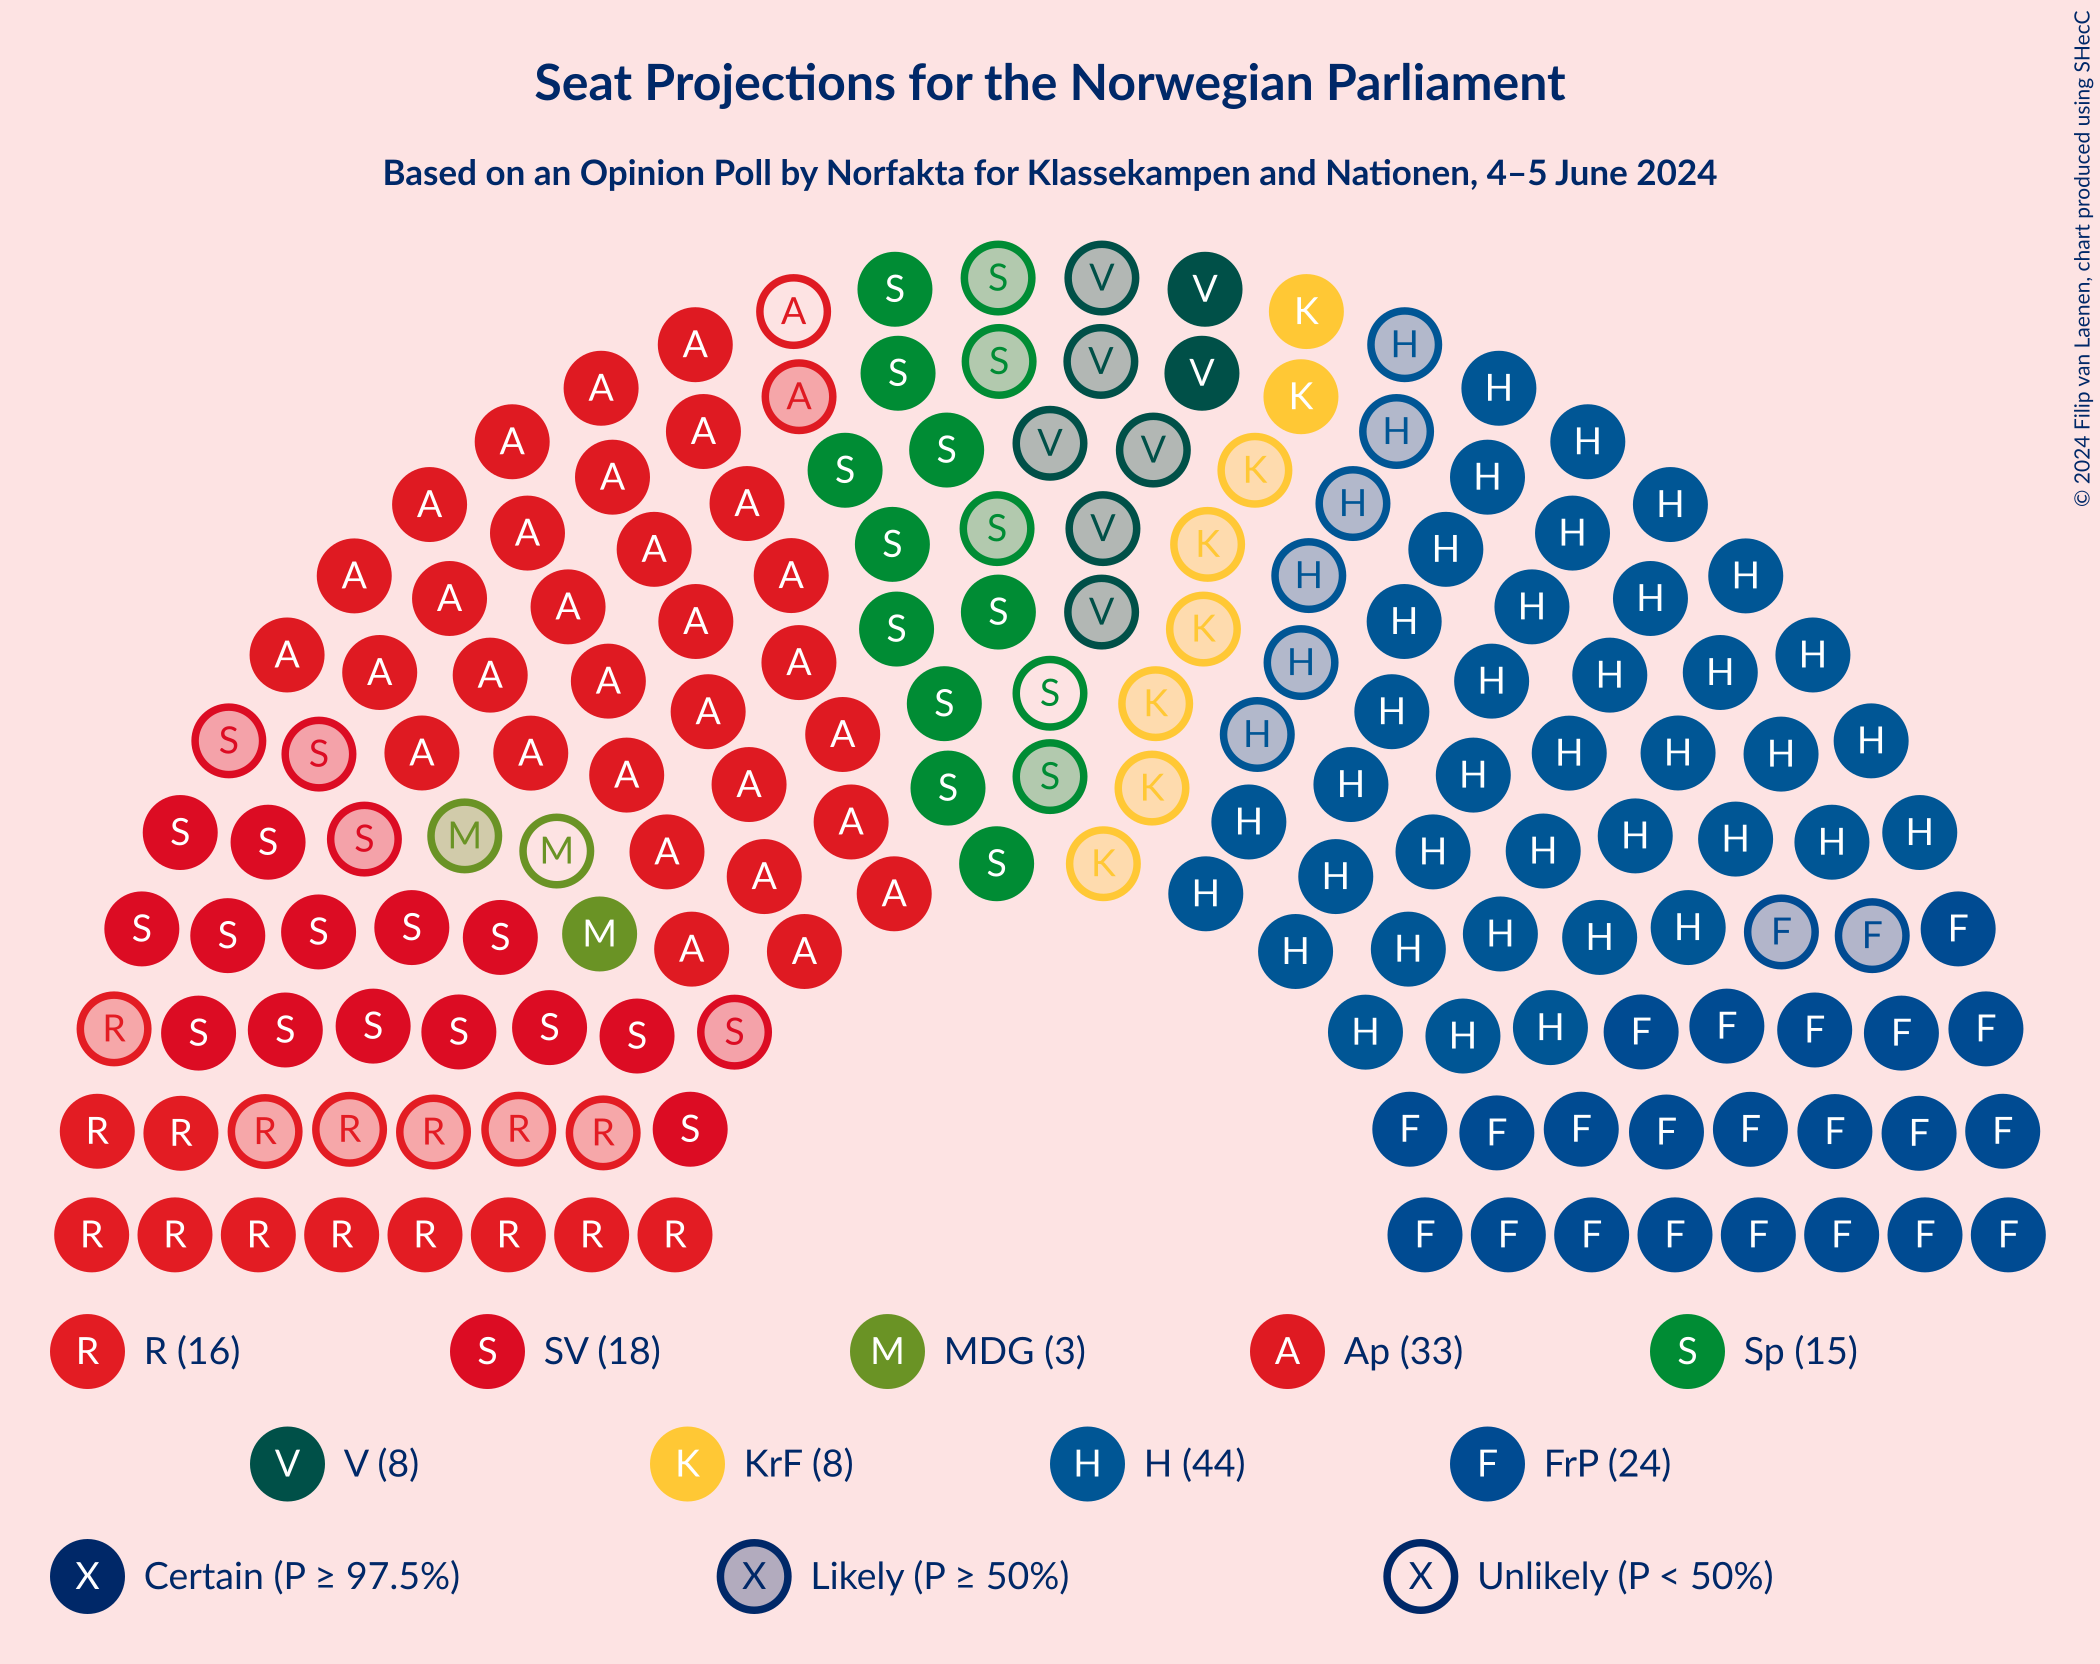 Seat Projections for the Norwegian Parliament
Based on an Opinion Poll by Norfakta for Klassekampen and Nationen, 4–5 June 2024
© 2024 Filip van Laenen, chart produced using SHecC
S S V V
A K
A H
S S V V
A H
A K
A H
A S V V H
S K
A H
A H
A H
A S V H
A S K H
A H
A H
A S V H
A S K H
A H
A H
S A A A A S S K H H H H H
S S A A A A S S K H H H H H H
S S S M M A A A S K H H H H H H H H
S S S S S M A A A H H H H H F F F
R S S S S S S S H H H F F F F F
R R R R R R R S F F F F F F F F
R R R R R R R R F F F F F F F F
R R (16) S SV (18) M MDG (3) A Ap (33) S Sp (15)
V V (8) K KrF (8) H H (44) F FrP (24)
X Certain (P ≥ 97.5%) X Likely (P ≥ 50%) X Unlikely (P < 50%)